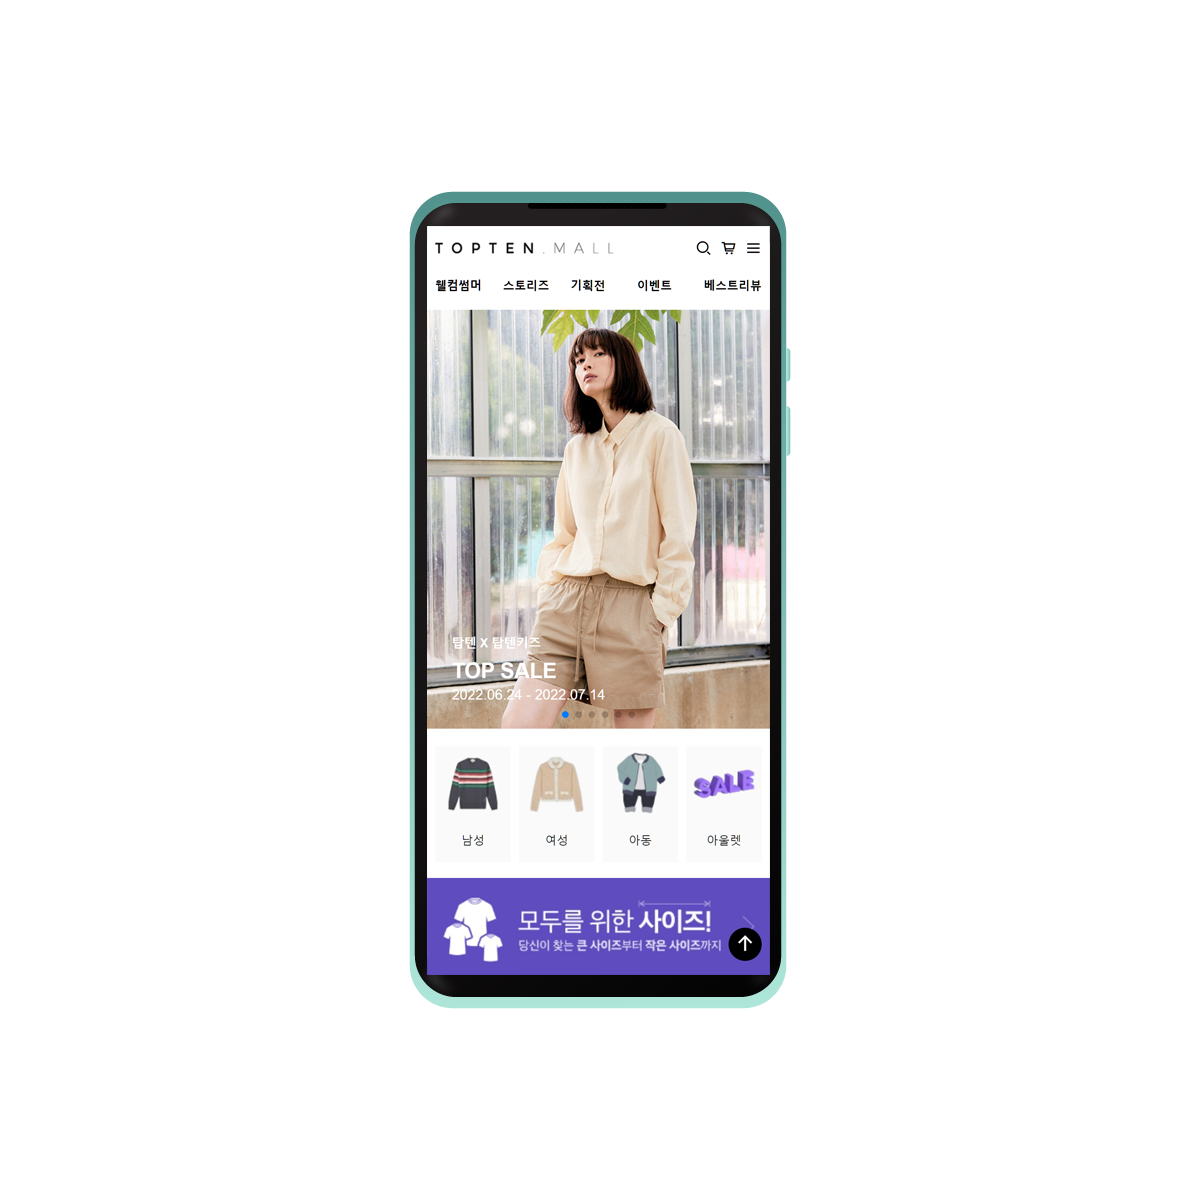 TOPTEN.MALL
웰컴썸머 스토리즈 기획전 이벤트 베스트리뷰
탑텐 X 탑텐키즈
TOP SALE
2022.06.24 - 2022.07.14
SALE
남성 여성 아동 아울렛
모두를 위한 사이즈!
당신이 찾는 큰 사이즈부터 작은 사이즈까지